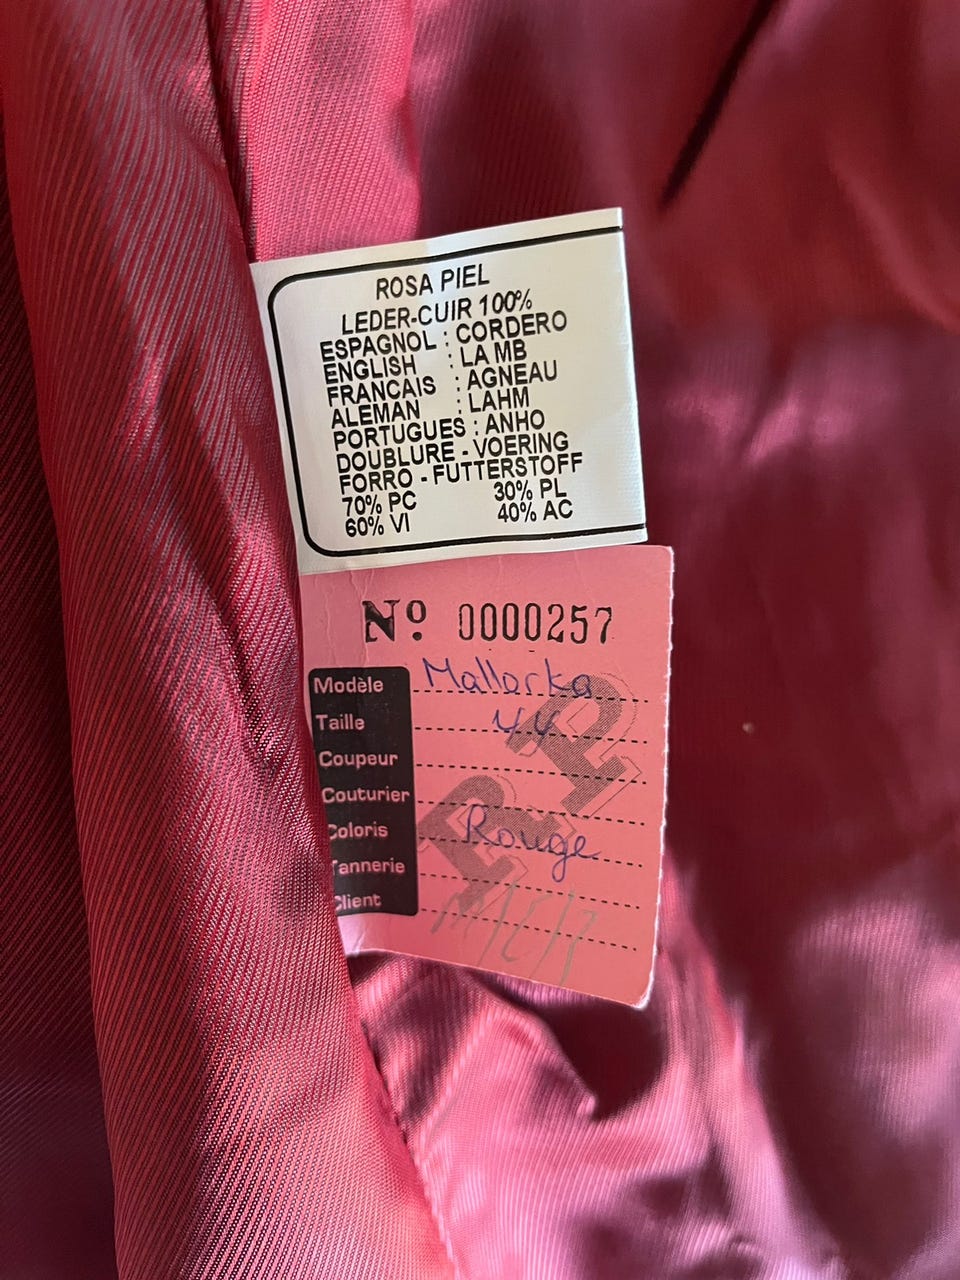 ROSA PIEL
LEDER-CUIR 100%
ESPAGNOL : CORDERO
ENGLISH : LAMB
FRANCAIS : AGNEAU
ALEMAN : LAHM
PORTUGUES : ANHO
DOUBLURE - VOERING
FORRO - FUTTERSTOFF
70% PC 30% PL
60% VI 40% AC
Nº 0000257
Modèle Mallorka
Taille 44
Coupeur
Couturier
Coloris Rouge
Tannerie
Client